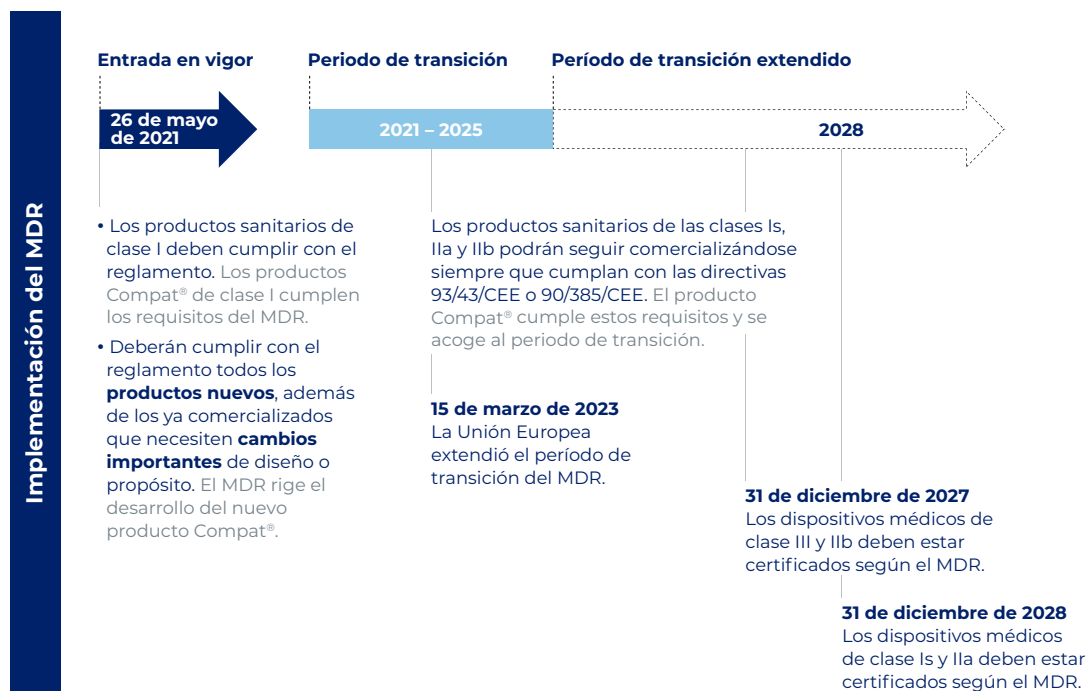 Implementación del MDR
Entrada en vigor
26 de mayo
de 2021
• Los productos sanitarios de
clase I deben cumplir con el
reglamento. Los productos
Compat® de clase I cumplen
los requisitos del MDR.
• Deberán cumplir con el
reglamento todos los
productos nuevos, además
de los ya comercializados
que necesiten cambios
importantes de diseño o
propósito. El MDR rige el
desarrollo del nuevo
producto Compat®.
Periodo de transición
2021 – 2025
Los productos sanitarios de las clases Is,
IIa y IIb podrán seguir comercializándose
siempre que cumplan con las directivas
93/43/CEE o 90/385/CEE. El producto
Compat® cumple estos requisitos y se
acoge al periodo de transición.
15 de marzo de 2023
La Unión Europea
extendió el período de
transición del MDR.
Período de transición extendido
2028
31 de diciembre de 2027
Los dispositivos médicos de
clase III y IIb deben estar
certificados según el MDR.
31 de diciembre de 2028
Los dispositivos médicos
de clase Is y IIa deben estar
certificados según el MDR.